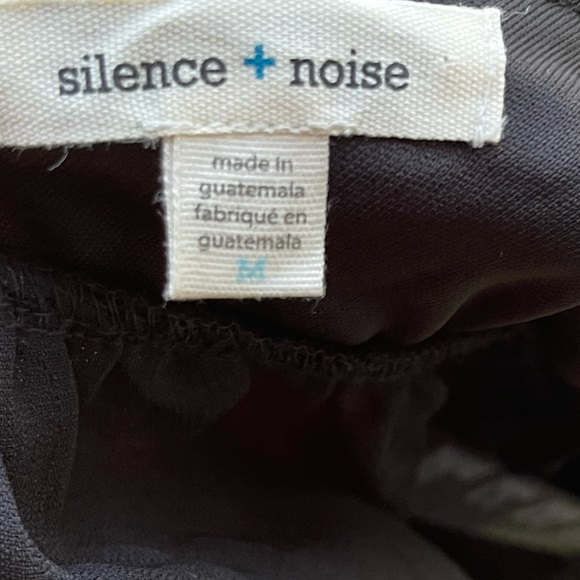 silence + noise
made in
guatemala
fabriqué en
guatemala
M